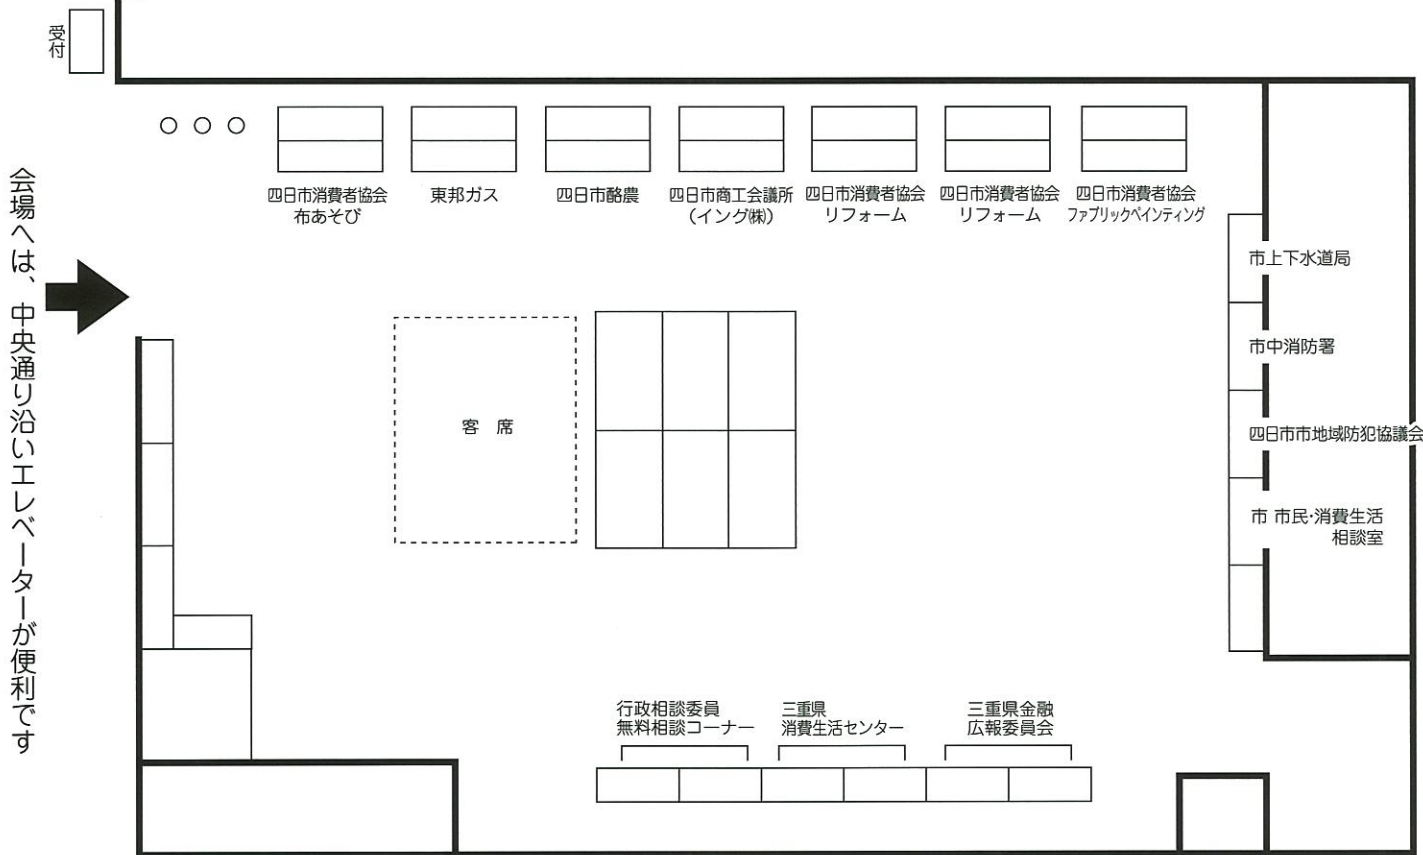 受付
四日市消費者協会
布あそび
東邦ガス
四日市酪農
四日市商工会議所
（イング㈱）
四日市消費者協会
リフォーム
四日市消費者協会
リフォーム
四日市消費者協会
ファブリックペインティング
会場へは、中央通り沿いエレベーターが便利です
市上下水道局
市中消防署
四日市市地域防犯協議会
市 市民・消費生活
相談室
客 席
行政相談委員
無料相談コーナー
三重県
消費生活センター
三重県金融
広報委員会